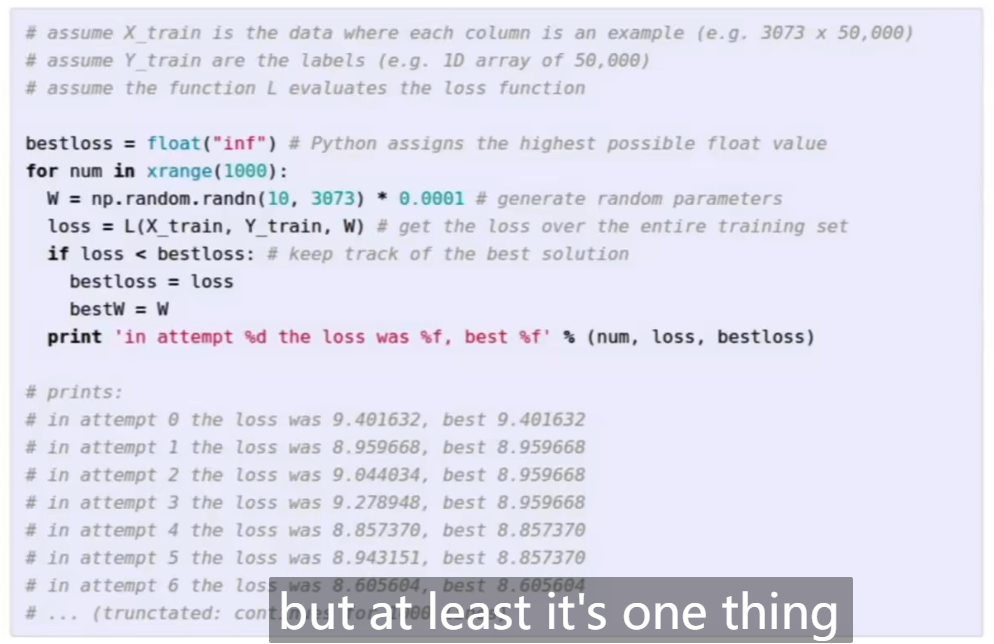 # assume X_train is the data where each column is an example (e.g. 3073 x 50,000)
# assume Y_train are the labels (e.g. 1D array of 50,000)
# assume the function L evaluates the loss function
bestloss = float("inf") # Python assigns the highest possible float value
for num in xrange(1000):
W = np.random.randn(10, 3073) * 0.0001 # generate random parameters
loss = L(X_train, Y_train, W) # get the loss over the entire training set
if loss < bestloss: # keep track of the best solution
bestloss = loss
bestW = W
print 'in attempt %d the loss was %f, best %f' % (num, loss, bestloss)
# prints:
# in attempt 0 the loss was 9.401632, best 9.401632
# in attempt 1 the loss was 8.959668, best 8.959668
# in attempt 2 the loss was 9.044034, best 8.959668
# in attempt 3 the loss was 9.278948, best 8.959668
# in attempt 4 the loss was 8.857370, best 8.857370
# in attempt 5 the loss was 8.943151, best 8.857370
# in attempt 6 the loss was 8.605604, best 8.605604
# ... (trunctated:
but at least it's one thing